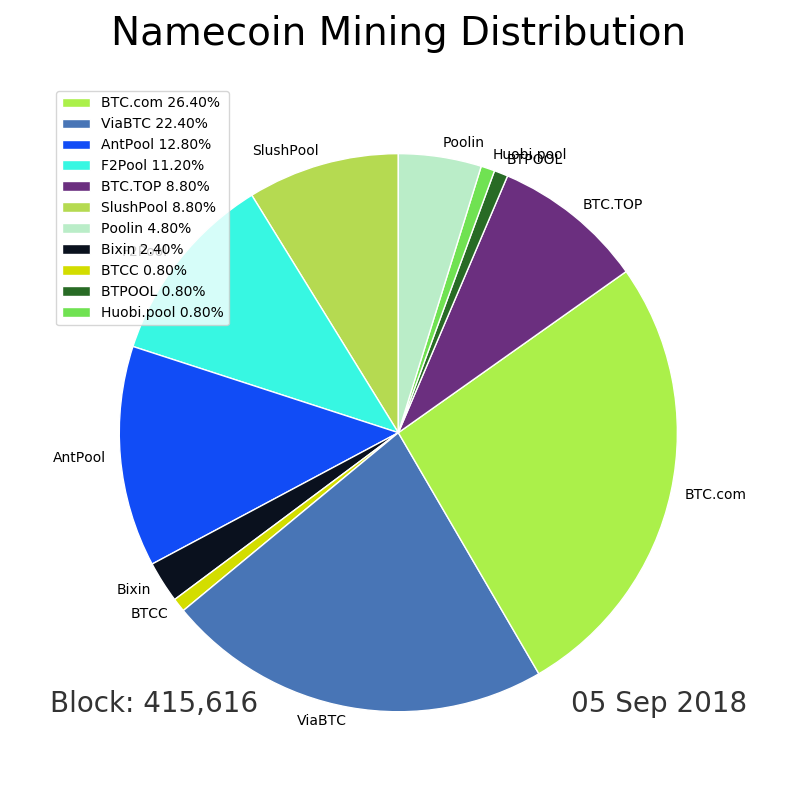 Namecoin Mining Distribution
BTC.com 26.40%
ViaBTC 22.40%
AntPool 12.80%
F2Pool 11.20%
BTC.TOP 8.80%
SlushPool 8.80%
Poolin 4.80%
Bixin 2.40%
BTCC 0.80%
BTPOOL 0.80%
Huobi.pool 0.80%
Poolin
Huobi.pool
BTPOOL
SlushPool
BTC.TOP
F2Pool
AntPool
BTC.com
Bixin
BTCC
ViaBTC
Block: 415,616
05 Sep 2018